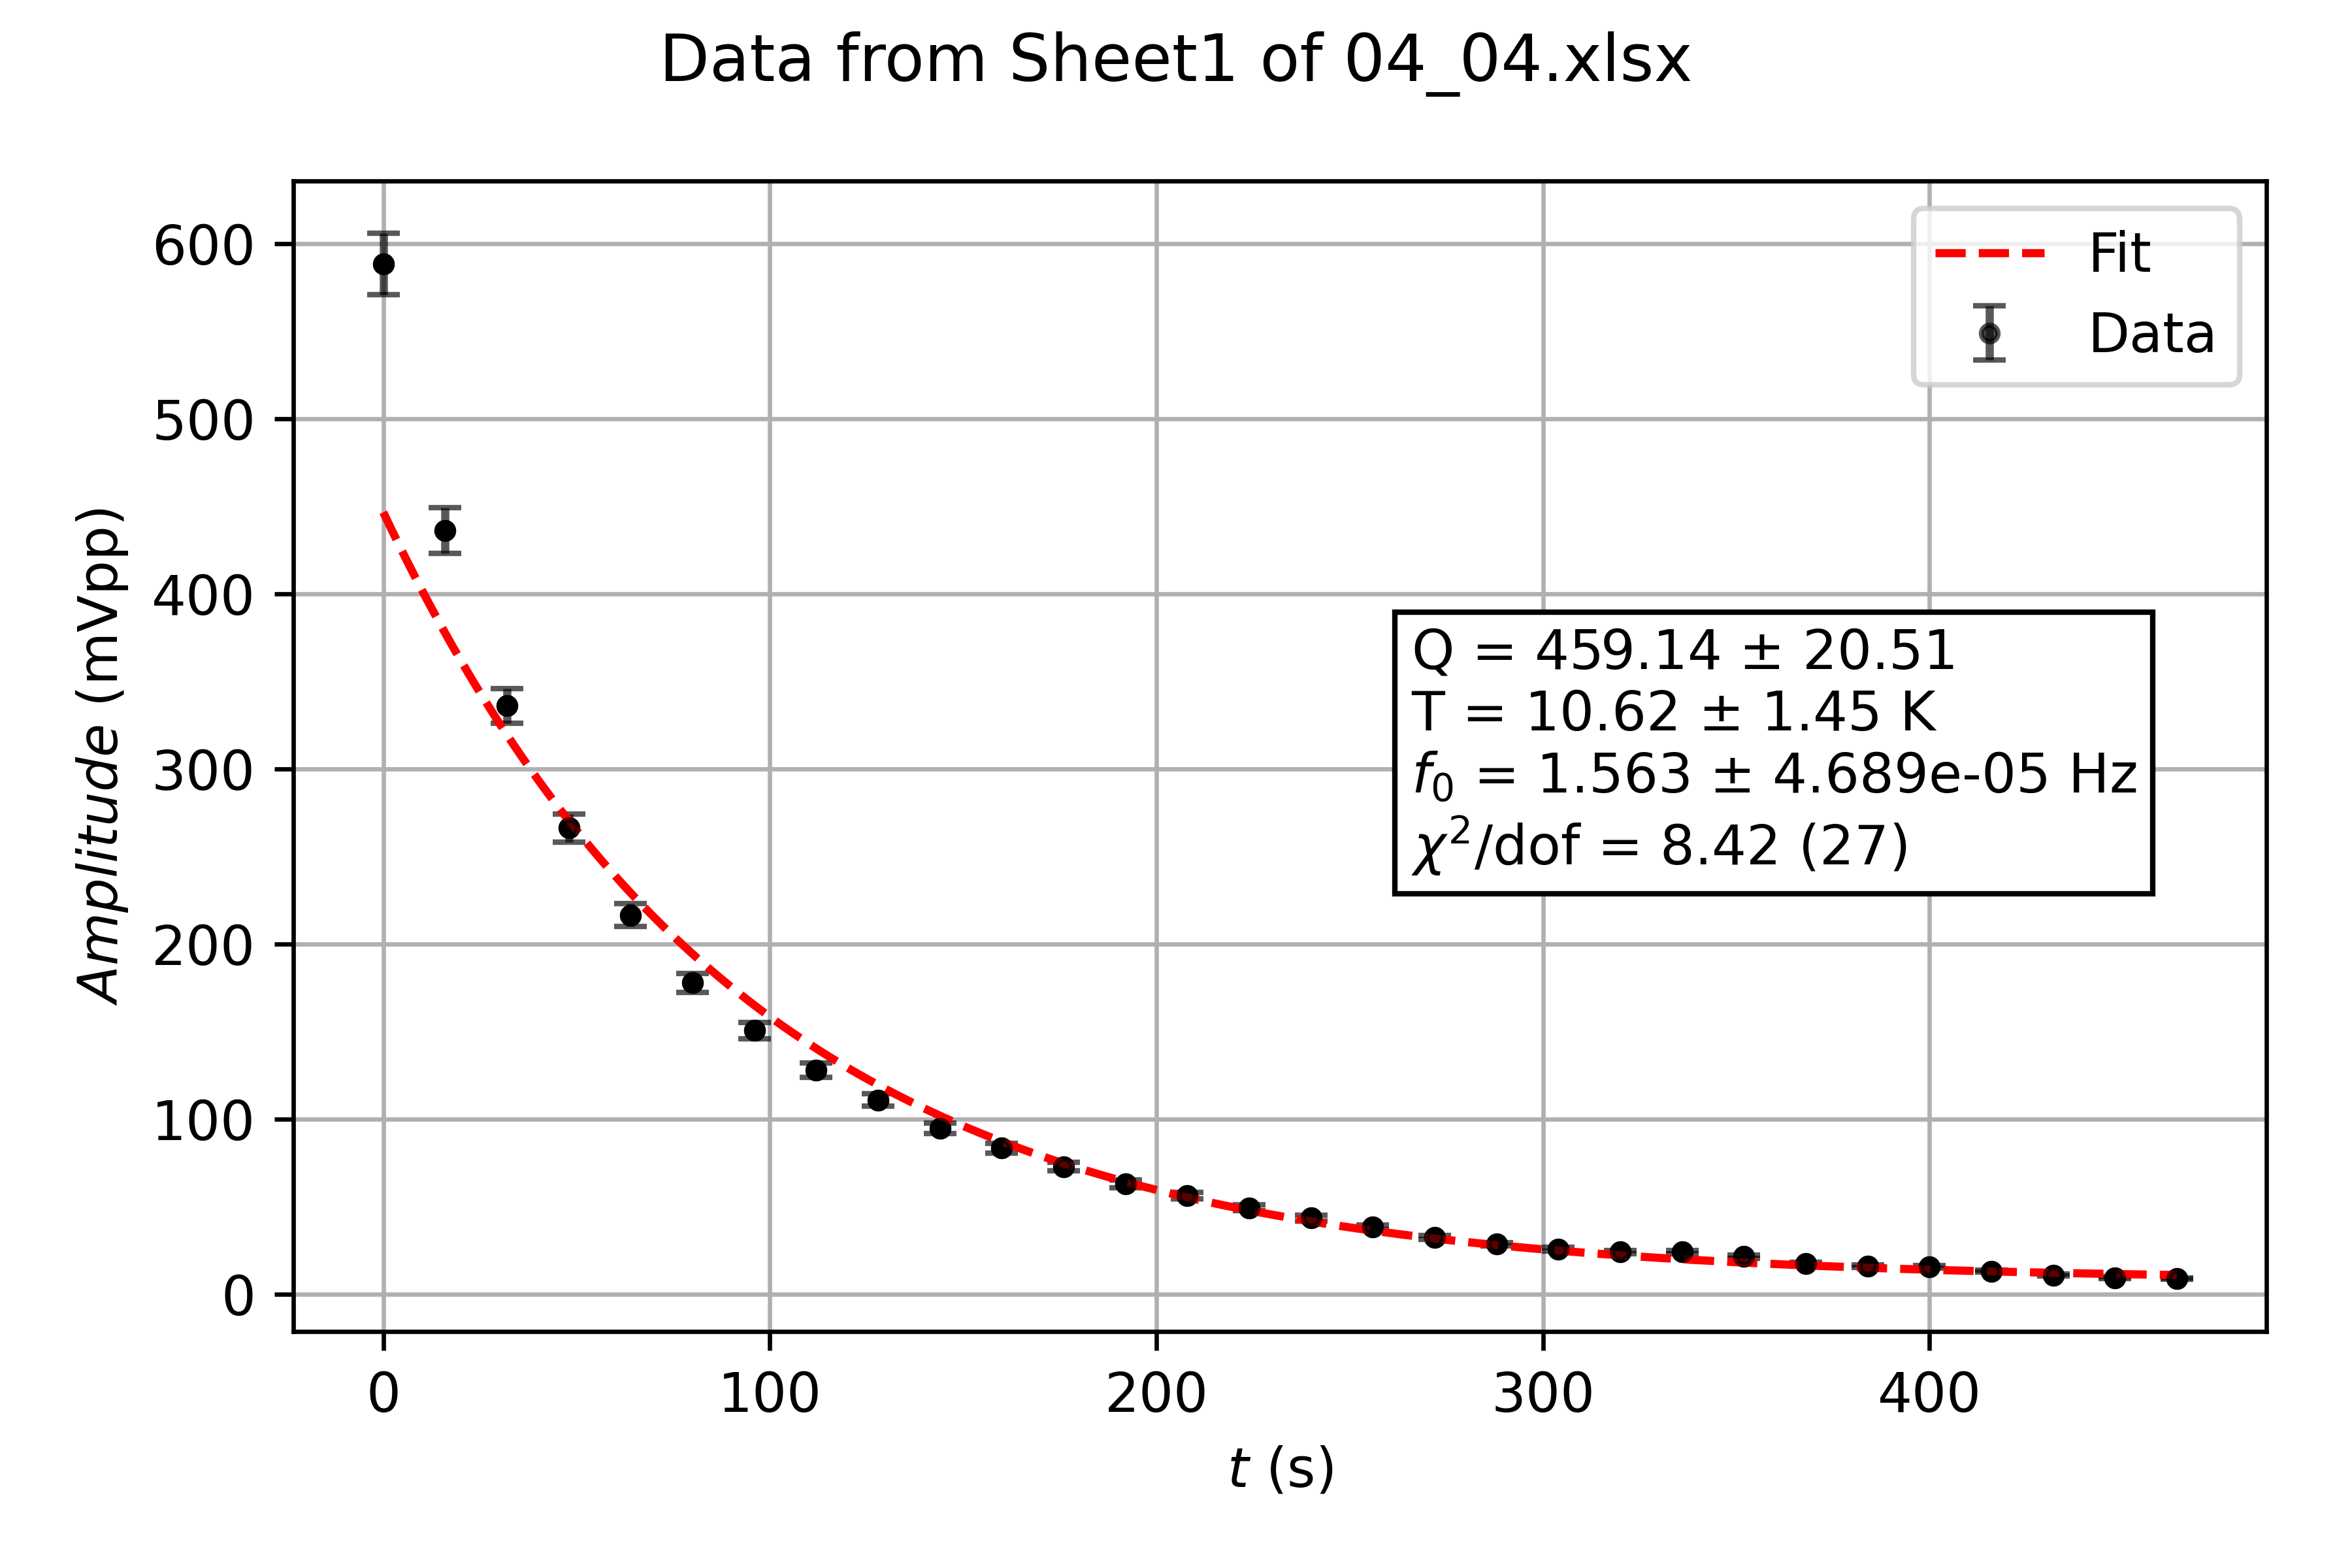 Data from Sheet1 of 04_04.xlsx
600
500
400
300
200
100
0
Amplitude (mVpp)
Fit
Data
Q = 459.14 ± 20.51
T = 10.62 ± 1.45 K
f₀ = 1.563 ± 4.689e-05 Hz
χ²/dof = 8.42 (27)
0 100 200 300 400
t (s)